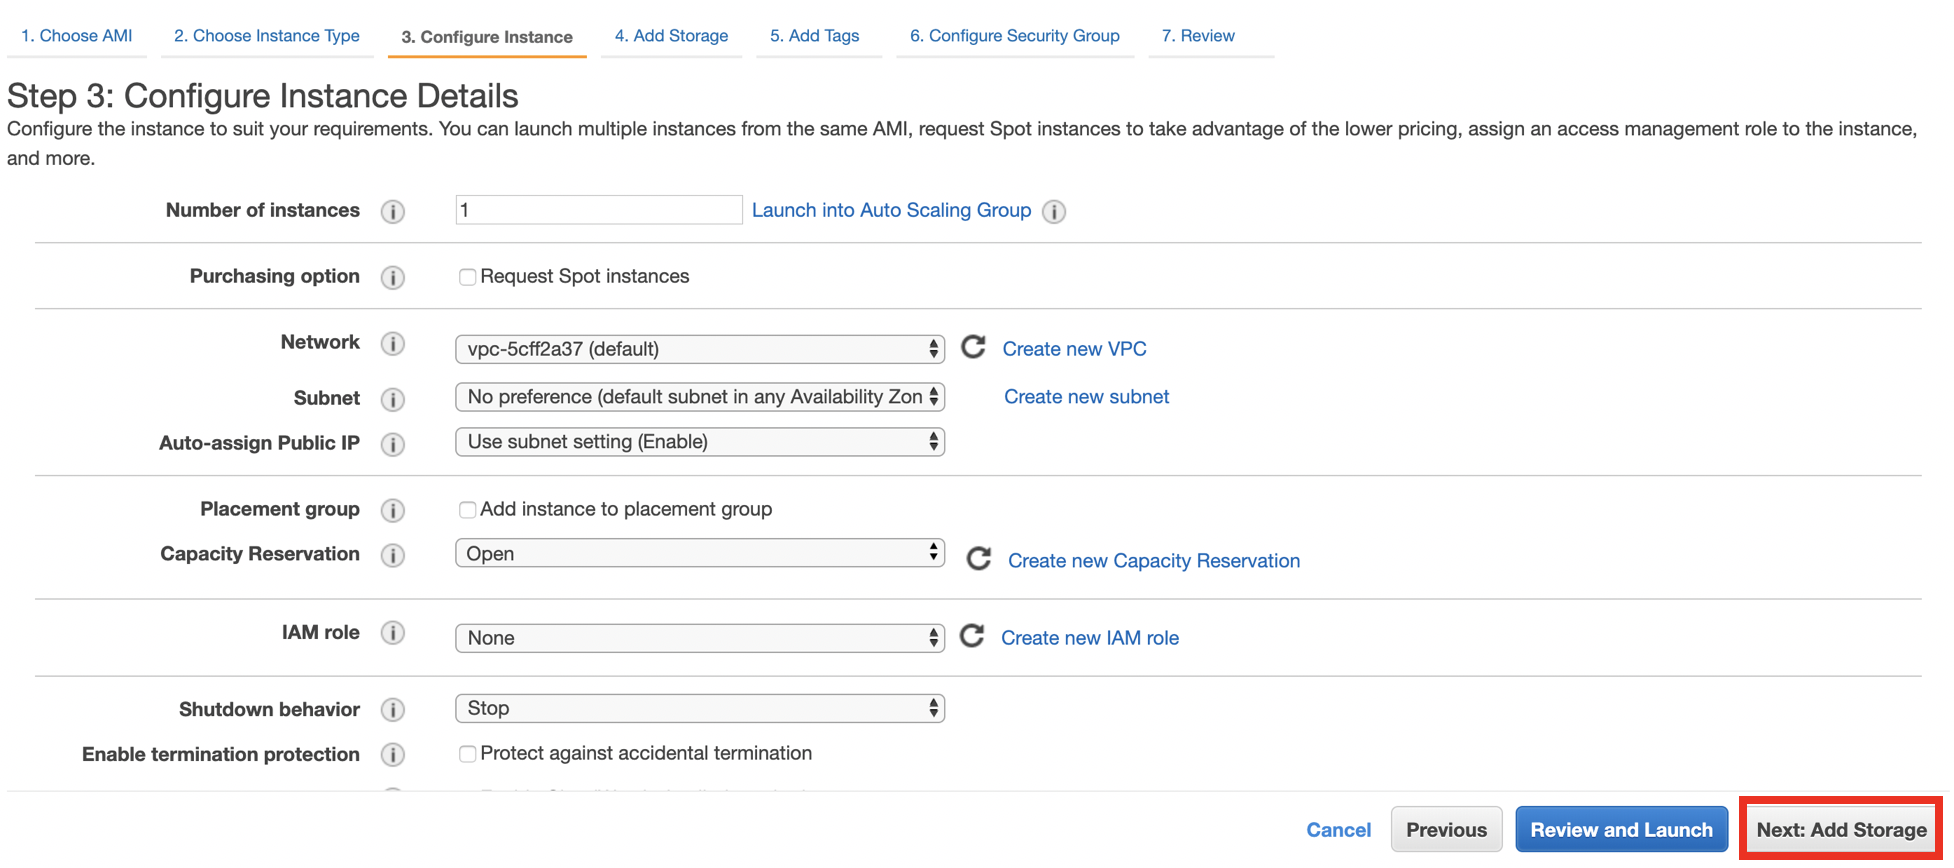 1. Choose AMI 2. Choose Instance Type 3. Configure Instance 4. Add Storage 5. Add Tags 6. Configure Security Group 7. Review
Step 3: Configure Instance Details
Configure the instance to suit your requirements. You can launch multiple instances from the same AMI, request Spot instances to take advantage of the lower pricing, assign an access management role to the instance,
and more.
Number of instances 1 Launch into Auto Scaling Group
Purchasing option Request Spot instances
Network vpc-5cff2a37 (default) Create new VPC
Subnet No preference (default subnet in any Availability Zon Create new subnet
Auto-assign Public IP Use subnet setting (Enable)
Placement group Add instance to placement group
Capacity Reservation Open Create new Capacity Reservation
IAM role None Create new IAM role
Shutdown behavior Stop
Enable termination protection Protect against accidental termination
Cancel Previous Review and Launch Next: Add Storage